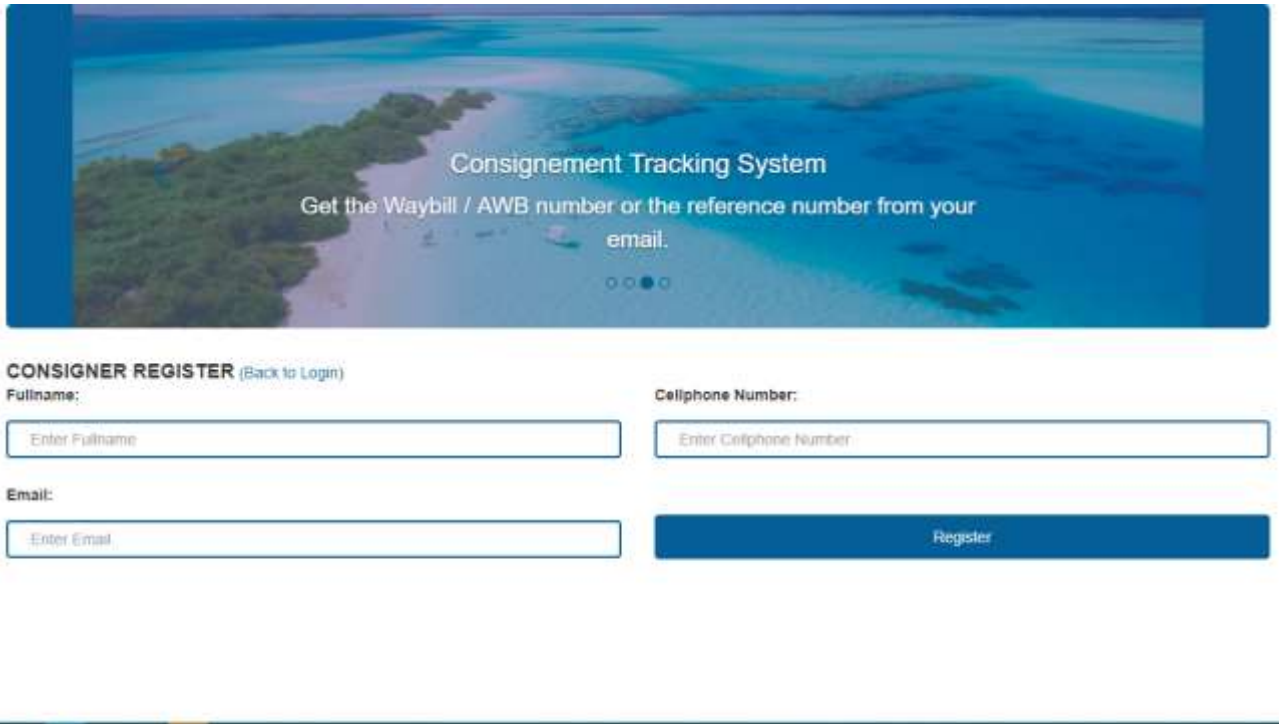 Consignement Tracking System
Get the Waybill / AWB number or the reference number from your
email.
CONSIGNER REGISTER (Back to Login)
Fullname:
Cellphone Number:
Enter Fullname
Enter Cellphone Number
Email:
Enter Email
Register